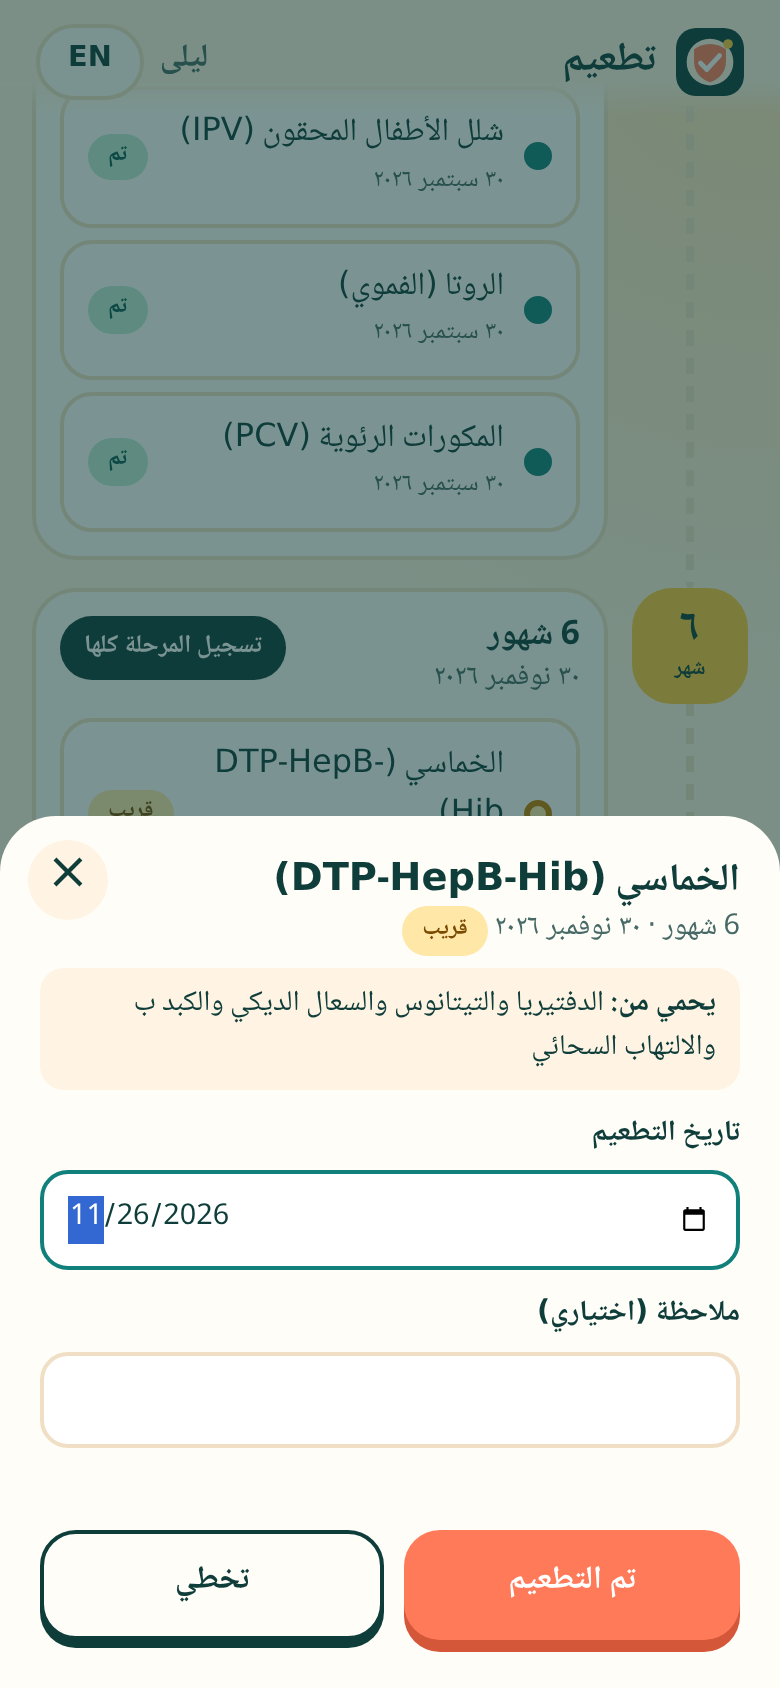 تطعيم
ليلى
EN
شلل الأطفال المحقون (IPV)
٣٠ سبتمبر ٢٠٢٦
تم
الروتا (الفموي)
٣٠ سبتمبر ٢٠٢٦
تم
المكورات الرئوية (PCV)
٣٠ سبتمبر ٢٠٢٦
تم
٦
شهر
6 شهور
٣٠ نوفمبر ٢٠٢٦
تسجيل المرحلة كلها
الخماسي (DTP-HepB-
Hib)
قريب
الخماسي (DTP-HepB-Hib)
6 شهور · ٣٠ نوفمبر ٢٠٢٦ قريب
يحمي من: الدفتيريا والتيتانوس والسعال الديكي والكبد ب
والالتهاب السحائي
تاريخ التطعيم
11/26/2026
ملاحظة (اختياري)
تم التطعيم
تخطي